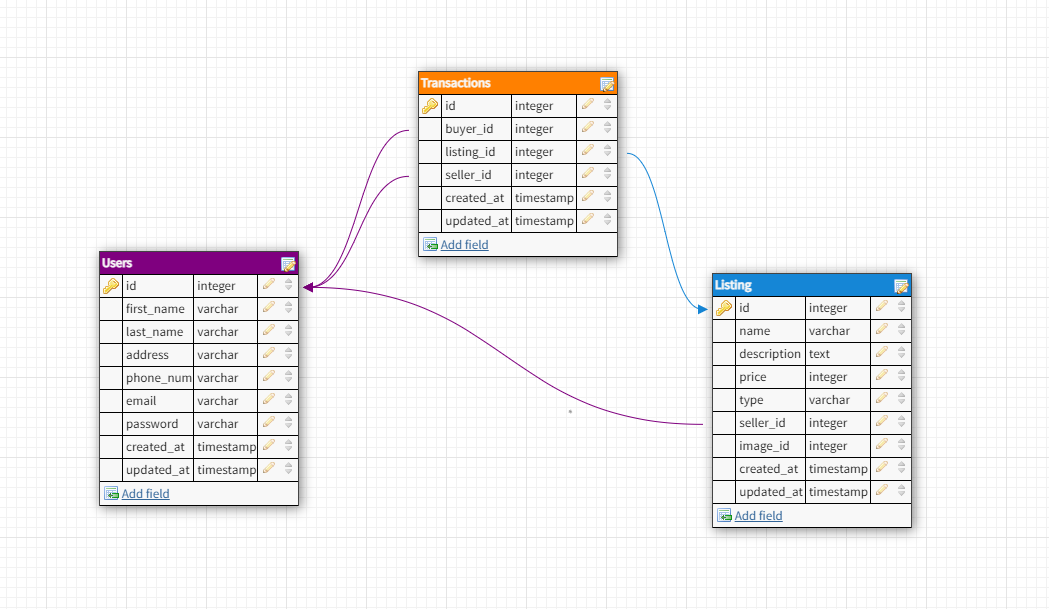 Transactions
id integer
buyer_id integer
listing_id integer
seller_id integer
created_at timestamp
updated_at timestamp
Add field
Users
id integer
first_name varchar
last_name varchar
address varchar
phone_num varchar
email varchar
password varchar
created_at timestamp
updated_at timestamp
Add field
Listing
id integer
name varchar
description text
price integer
type varchar
seller_id integer
image_id integer
created_at timestamp
updated_at timestamp
Add field